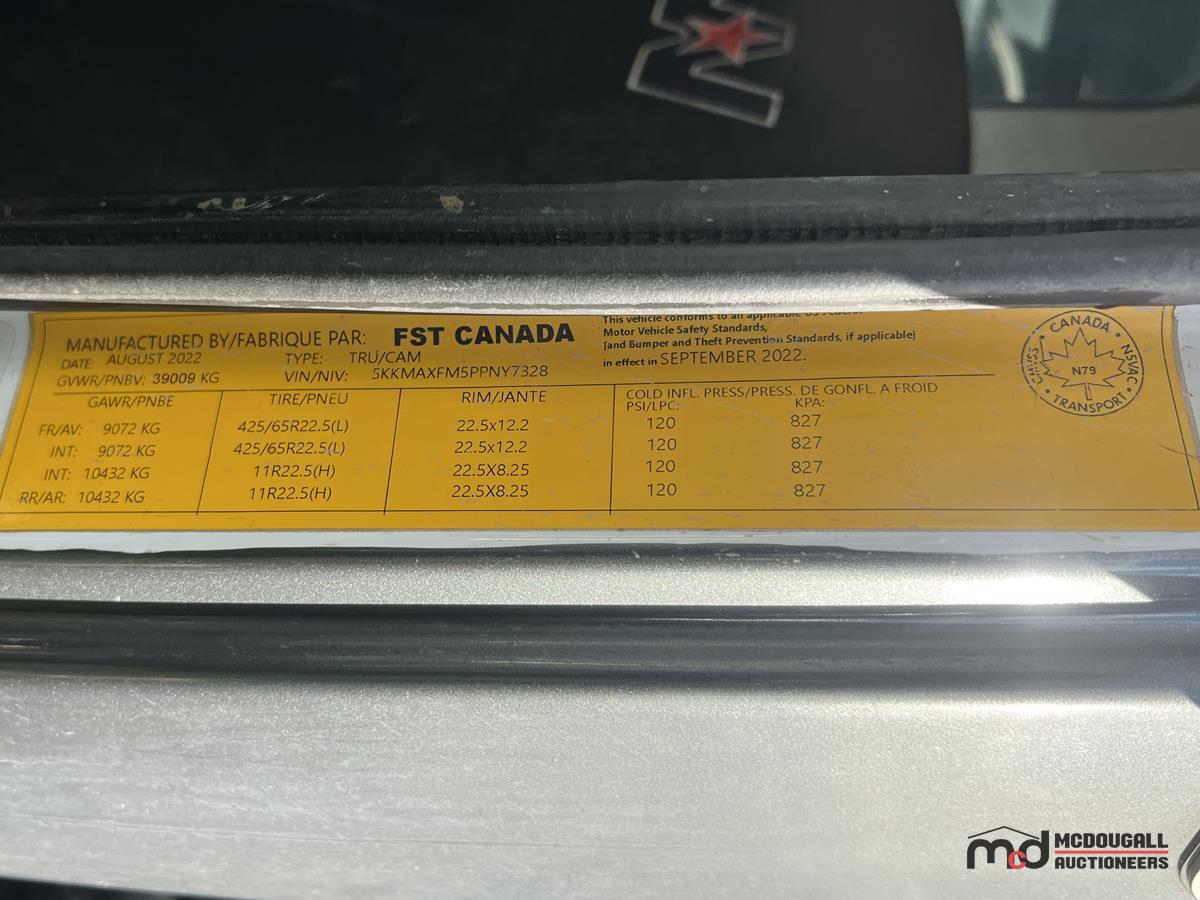 MANUFACTURED BY/FABRIQUE PAR: FST CANADA
DATE: AUGUST 2022 TYPE: TRU/CAM
GVWR/PNBV: 39009 KG VIN/NIV: 5KKMAXFM5PPNY7328
This vehicle conforms to all applicable US Federal
Motor Vehicle Safety Standards,
(and Bumper and Theft Prevention Standards, if applicable)
in effect in SEPTEMBER 2022.
CANADA
NSVAC
TRANSPORT
N79
GAWR/PNBE TIRE/PNEU RIM/JANTE COLD INFL. PRESS/PRESS. DE GONFL. A FROID
PSI/LPC: KPA:
FR/AV: 9072 KG 425/65R22.5(L) 22.5x12.2 120 827
INT: 9072 KG 425/65R22.5(L) 22.5x12.2 120 827
INT: 10432 KG 11R22.5(H) 22.5X8.25 120 827
RR/AR: 10432 KG 11R22.5(H) 22.5X8.25 120 827
mcd MCDOUGALL
AUCTIONEERS